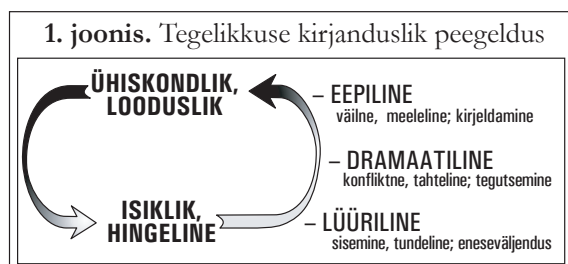 1. joonis. Tegelikkuse kirjanduslik peegeldus
ÜHISKONDLIK,
LOODUSLIK
– EEPILINE
väilne, meeleline; kirjeldamine
– DRAMAATILINE
konfliktne, tahteline; tegutsemine
ISIKLIK,
HINGELINE
– LÜÜRILINE
sisemine, tundeline; eneseväljendus